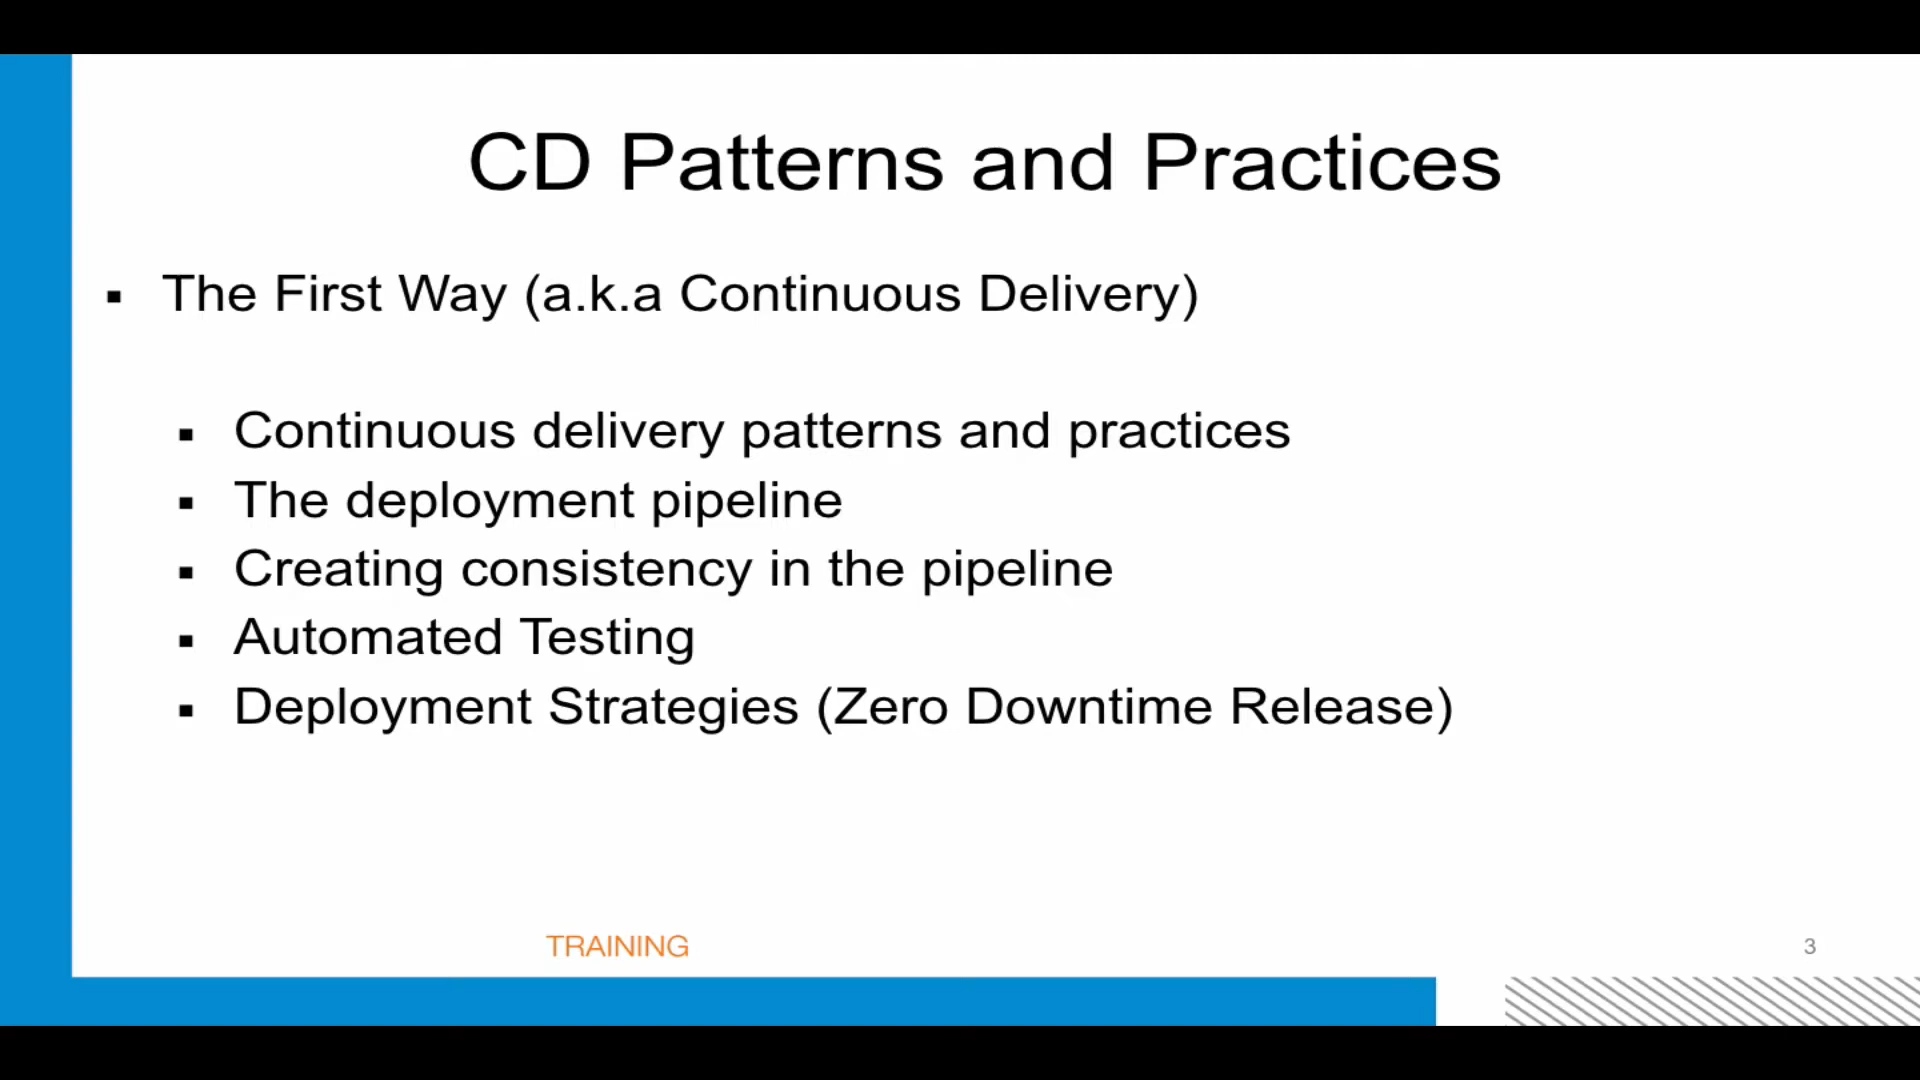 CD Patterns and Practices
▪ The First Way (a.k.a Continuous Delivery)
▪ Continuous delivery patterns and practices
▪ The deployment pipeline
▪ Creating consistency in the pipeline
▪ Automated Testing
▪ Deployment Strategies (Zero Downtime Release)
TRAINING
3